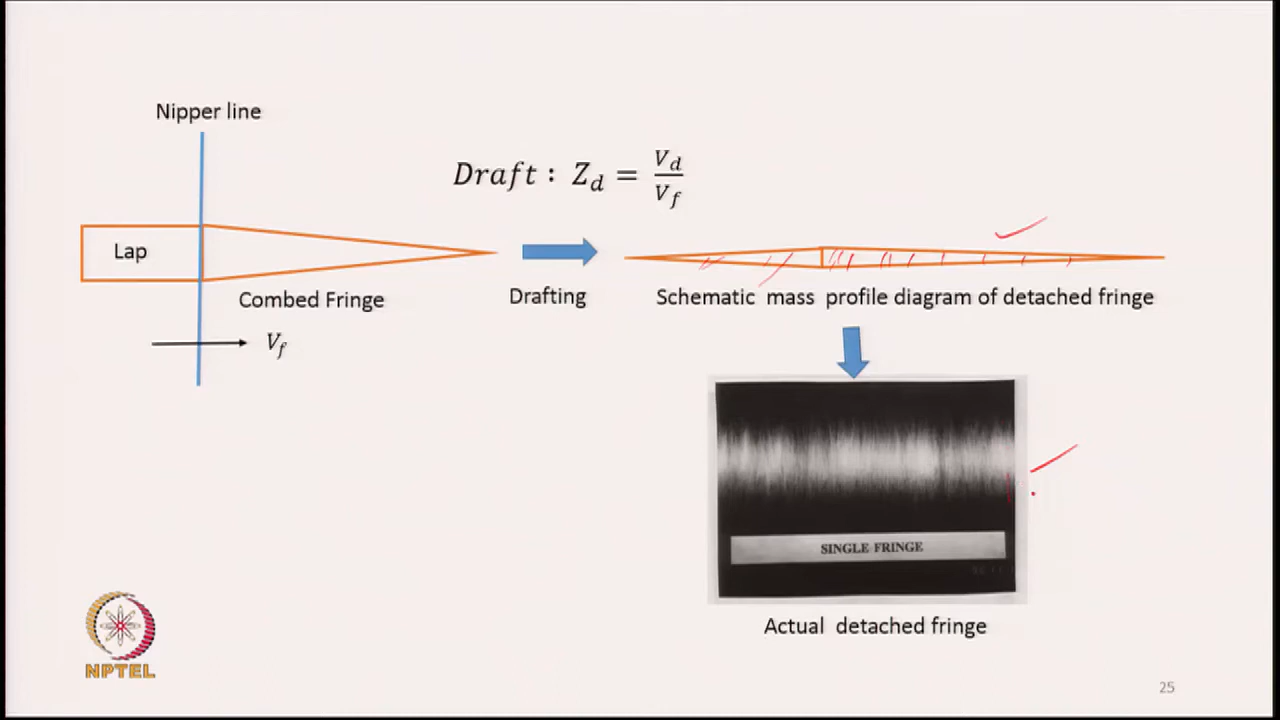 Nipper line
Draft : Z_d = V_d / V_f
Lap
Combed Fringe
Drafting
Schematic mass profile diagram of detached fringe
V_f
SINGLE FRINGE
Actual detached fringe
NPTEL
25